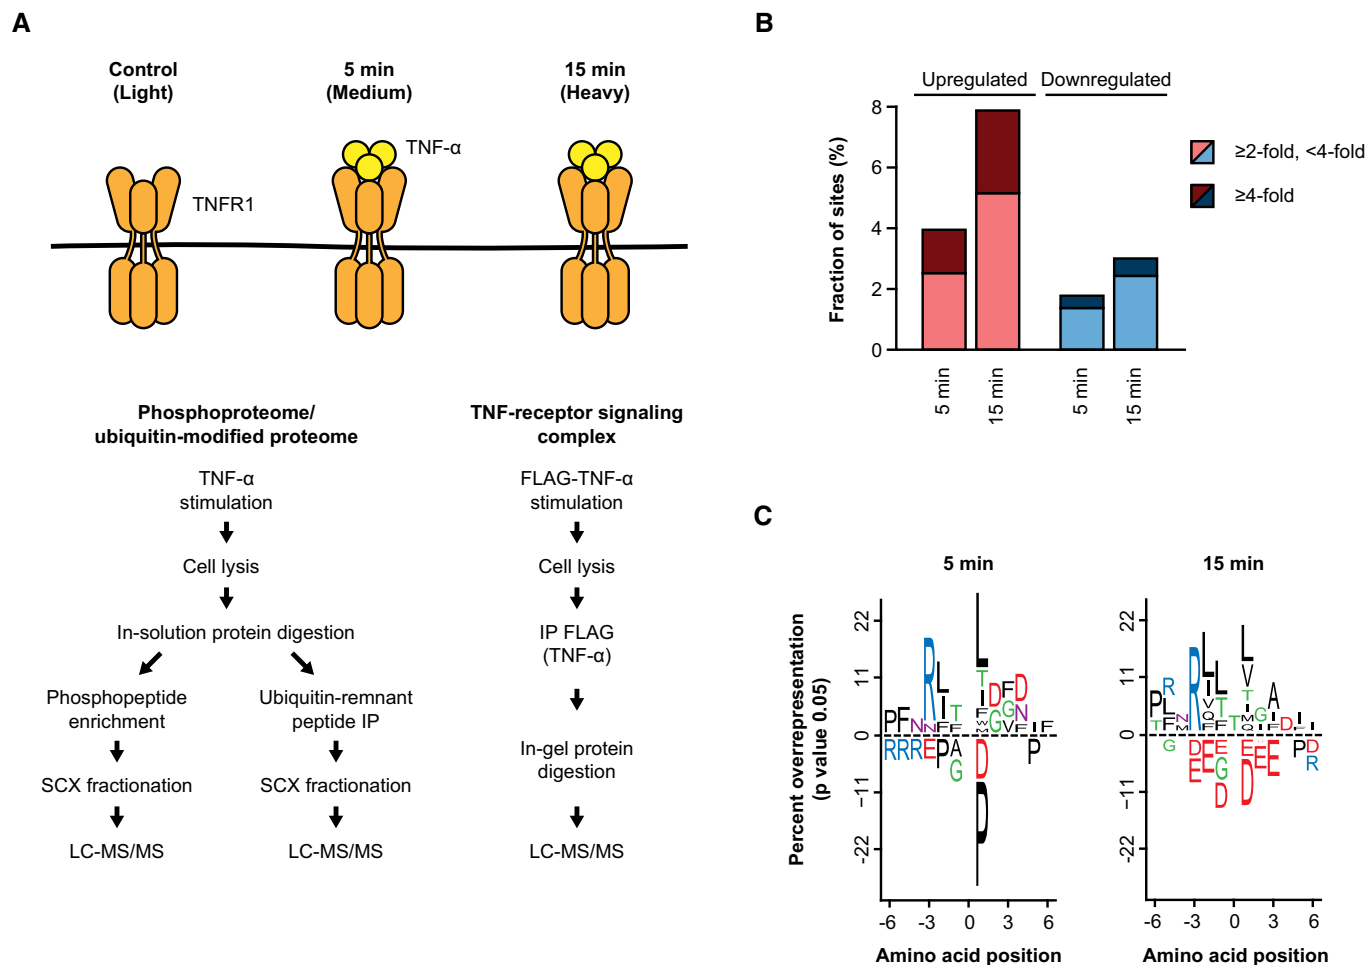 A
Control
(Light)
5 min
(Medium)
15 min
(Heavy)
TNF-α
TNFR1
Phosphoproteome/
ubiquitin-modified proteome
TNF-α
stimulation
Cell lysis
In-solution protein digestion
Phosphopeptide
enrichment
SCX fractionation
LC-MS/MS
Ubiquitin-remnant
peptide IP
SCX fractionation
LC-MS/MS
TNF-receptor signaling
complex
FLAG-TNF-α
stimulation
Cell lysis
IP FLAG
(TNF-α)
In-gel protein
digestion
LC-MS/MS
B
Upregulated Downregulated
Fraction of sites (%)
8
6
4
2
0
5 min
15 min
5 min
15 min
≥2-fold, <4-fold
≥4-fold
C
Percent overrepresentation
(p value 0.05)
5 min
22
11
0
-11
-22
-6 -3 0 3 6
Amino acid position
15 min
22
11
0
-11
-22
-6 -3 0 3 6
Amino acid position